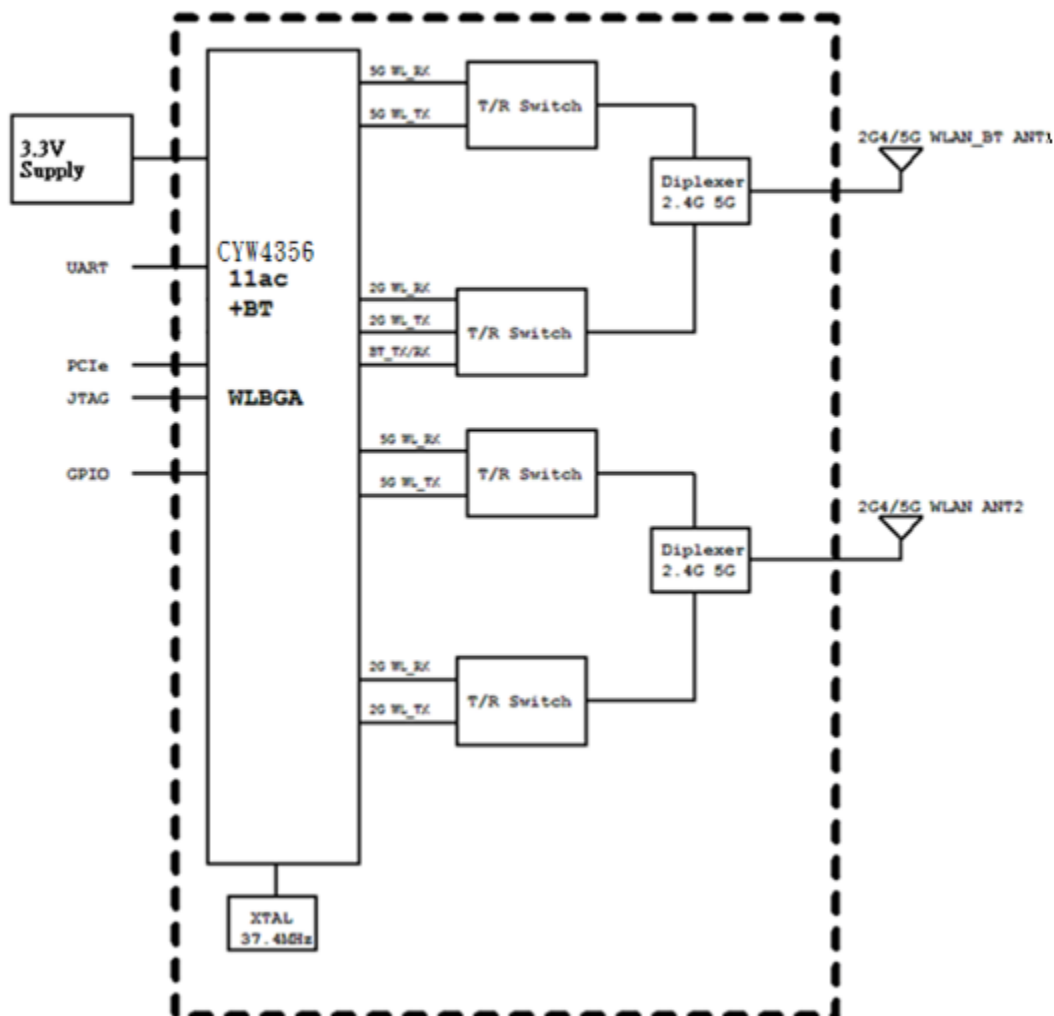 5G WL_RX
5G WL_TX
T/R Switch
3.3V
Supply
2G4/5G WLAN_BT ANT1
Diplexer
2.4G 5G
CYW4356
11ac
+BT
WLBGA
UART
PCIe
JTAG
GPIO
2G WL_RX
2G WL_TX
BT_TX/RX
T/R Switch
5G WL_RX
5G WL_TX
T/R Switch
2G4/5G WLAN ANT2
Diplexer
2.4G 5G
2G WL_RX
2G WL_TX
T/R Switch
XTAL
37.4MHz